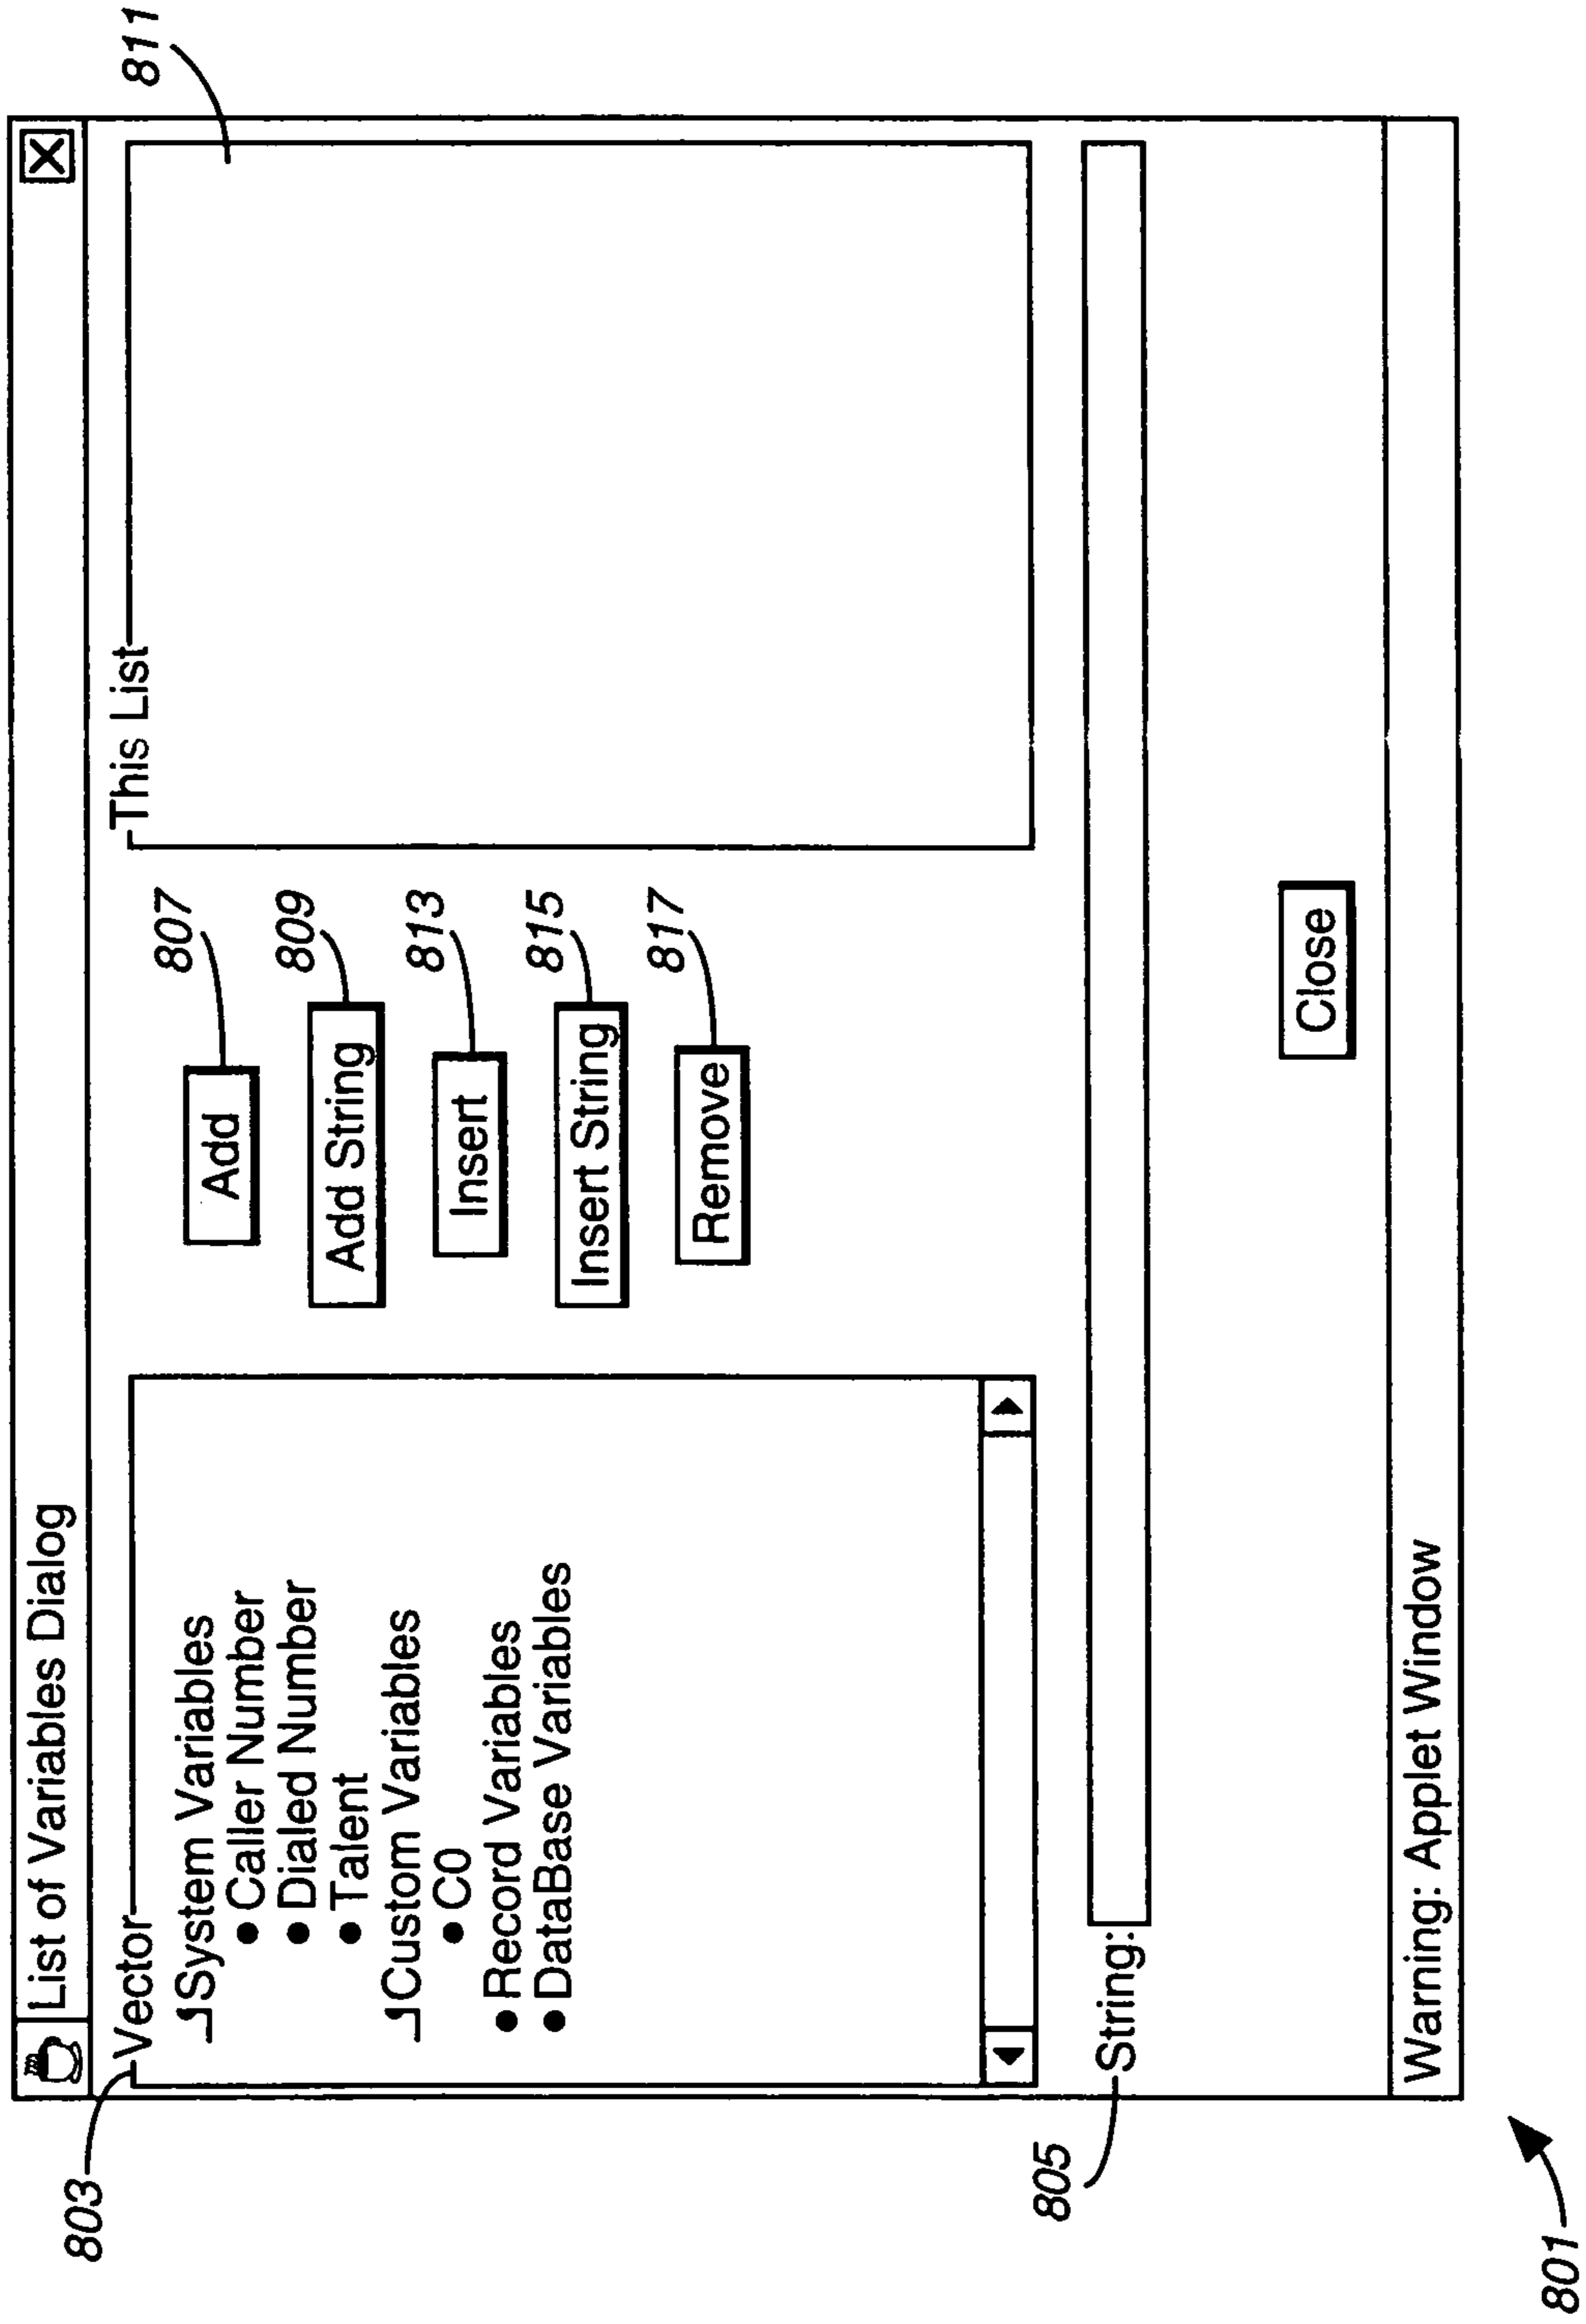 List of Variables Dialog
803
Vector
System Variables
Caller Number
Dialed Number
Talent
Custom Variables
C0
Record Variables
DataBase Variables
Add
807
Add String
809
Insert
813
Insert String
815
Remove
817
This List
811
805
String:
Close
Warning: Applet Window
801